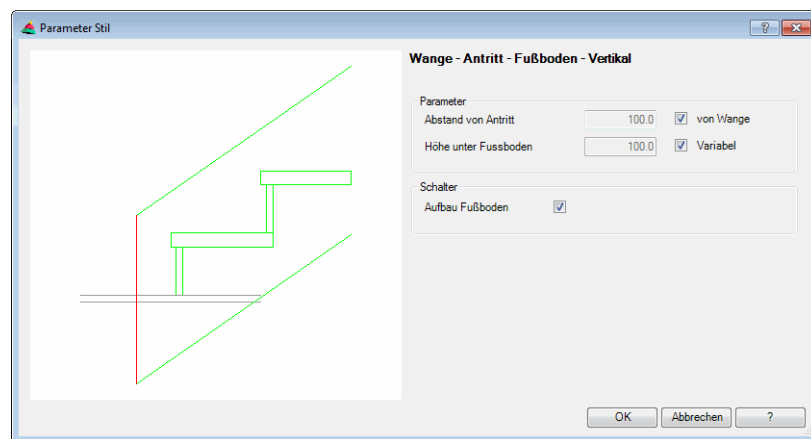 Parameter Stil
Wange - Antritt - Fußboden - Vertikal
Parameter
Abstand von Antritt 100.0 von Wange
Höhe unter Fussboden 100.0 Variabel
Schalter
Aufbau Fußboden
OK Abbrechen ?